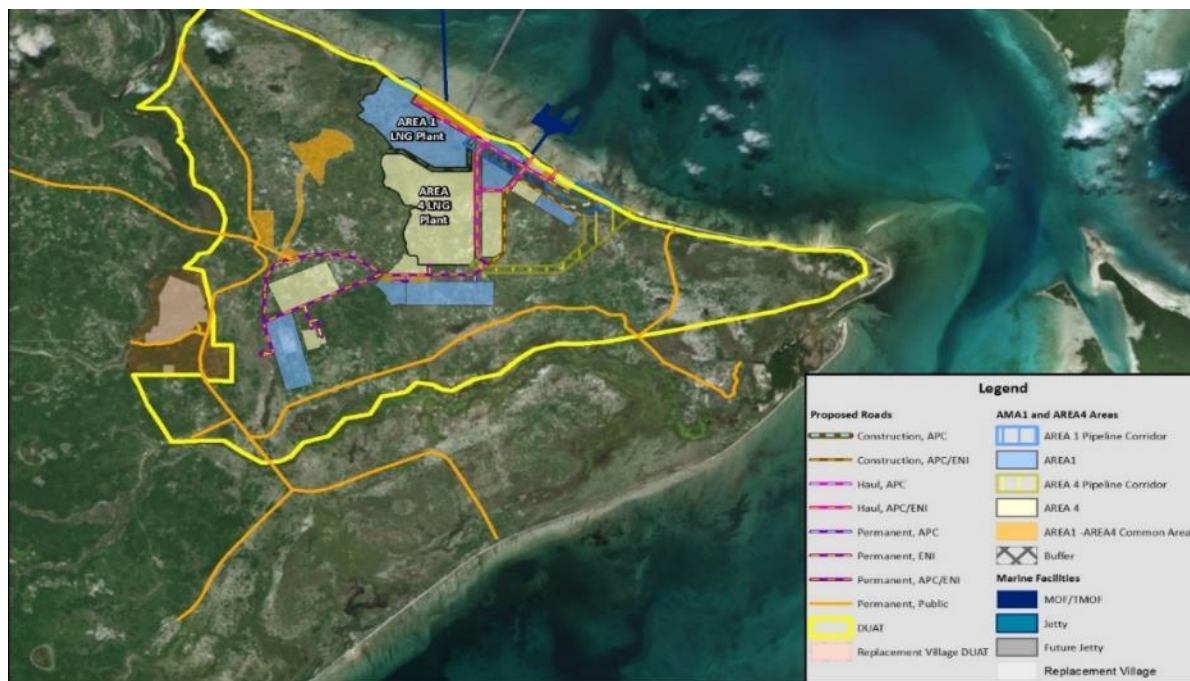 AREA 1
LNG Plant
AREA
4 LNG
Plant
Legend
Proposed Roads
Construction, APC
Construction, APC/ENI
Haul, APC
Haul, APC/ENI
Permanent, APC
Permanent, ENI
Permanent, APC/ENI
Permanent, Public
DUAT
Replacement Village DUAT
AMA1 and AREA4 Areas
AREA 1 Pipeline Corridor
AREA1
AREA 4 Pipeline Corridor
AREA 4
AREA1 -AREA4 Common Area
Buffer
Marine Facilities
MOF/TMOF
Jetty
Future Jetty
Replacement Village